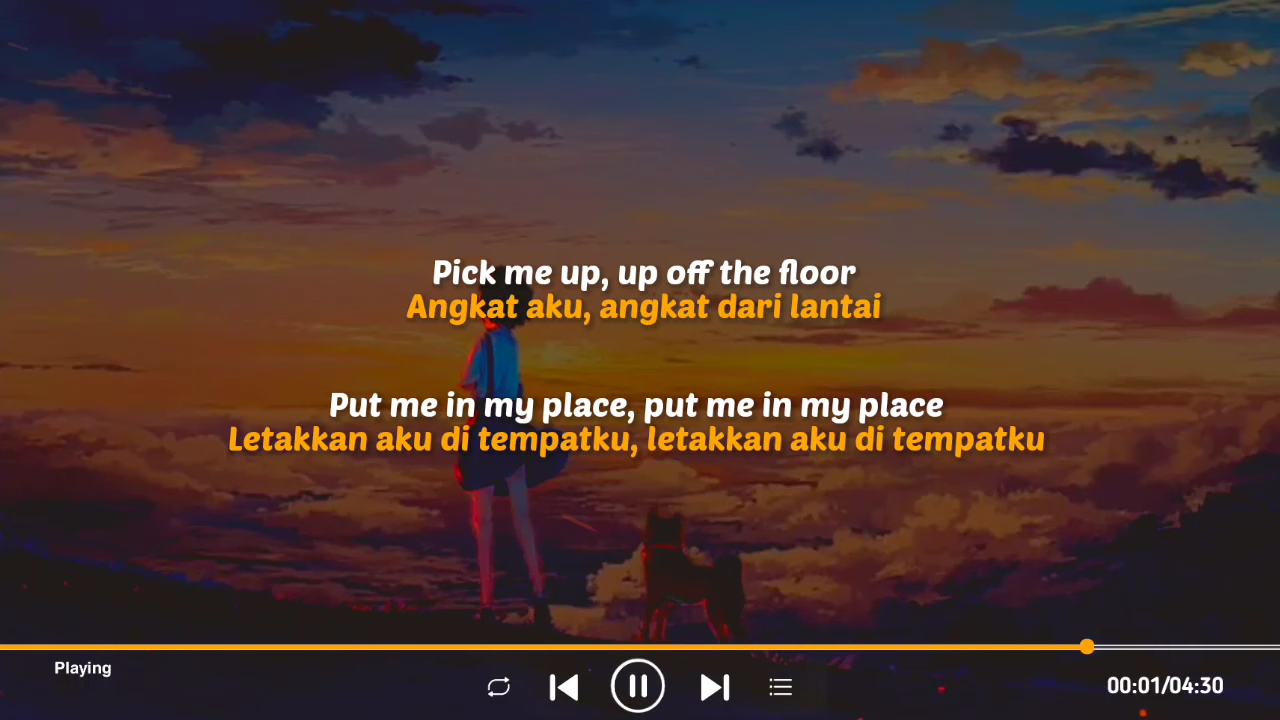 Pick me up, up off the floor
Angkat aku, angkat dari lantai
Put me in my place, put me in my place
Letakkan aku di tempatku, letakkan aku di tempatku
Playing
00:01/04:30